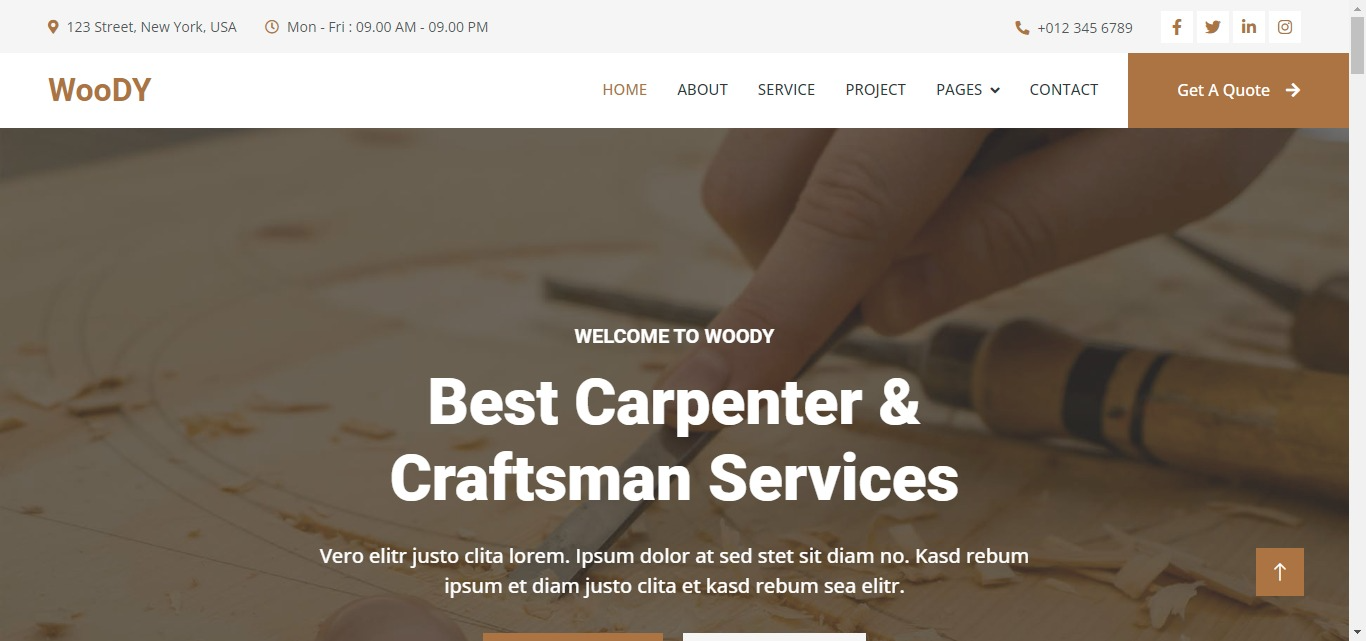 123 Street, New York, USA
Mon - Fri : 09.00 AM - 09.00 PM
+012 345 6789
WooDY
HOME
ABOUT
SERVICE
PROJECT
PAGES
CONTACT
Get A Quote
WELCOME TO WOODY
Best Carpenter &
Craftsman Services
Vero elitr justo clita lorem. Ipsum dolor at sed stet sit diam no. Kasd rebum
ipsum et diam justo clita et kasd rebum sea elitr.